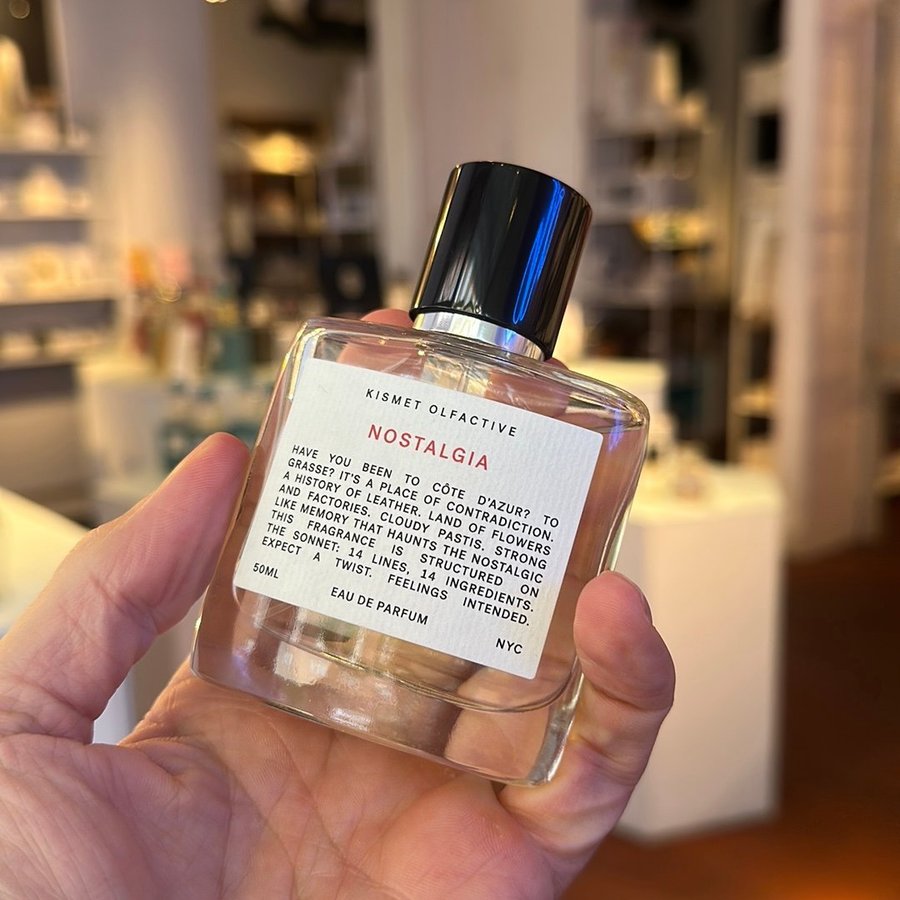 KISMET OLFACTIVE
NOSTALGIA
HAVE YOU BEEN TO CÔTE D'AZUR? TO
GRASSE? IT'S A PLACE OF CONTRADICTION.
A HISTORY OF LEATHER. LAND OF FLOWERS
AND FACTORIES. CLOUDY PASTIS. STRONG
LIKE MEMORY THAT HAUNTS THE NOSTALGIC
THIS FRAGRANCE IS STRUCTURED ON
THE SONNET: 14 LINES, 14 INGREDIENTS.
EXPECT A TWIST. FEELINGS INTENDED.
50ML
EAU DE PARFUM
NYC